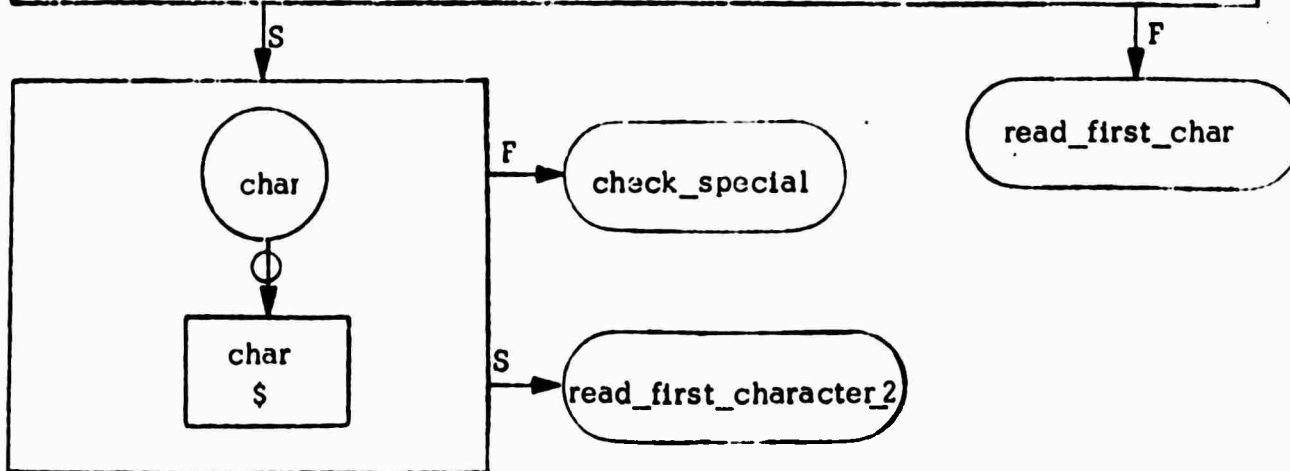 S
F
read_first_char
char
F
check_special
char
$
S
read_first_character_2